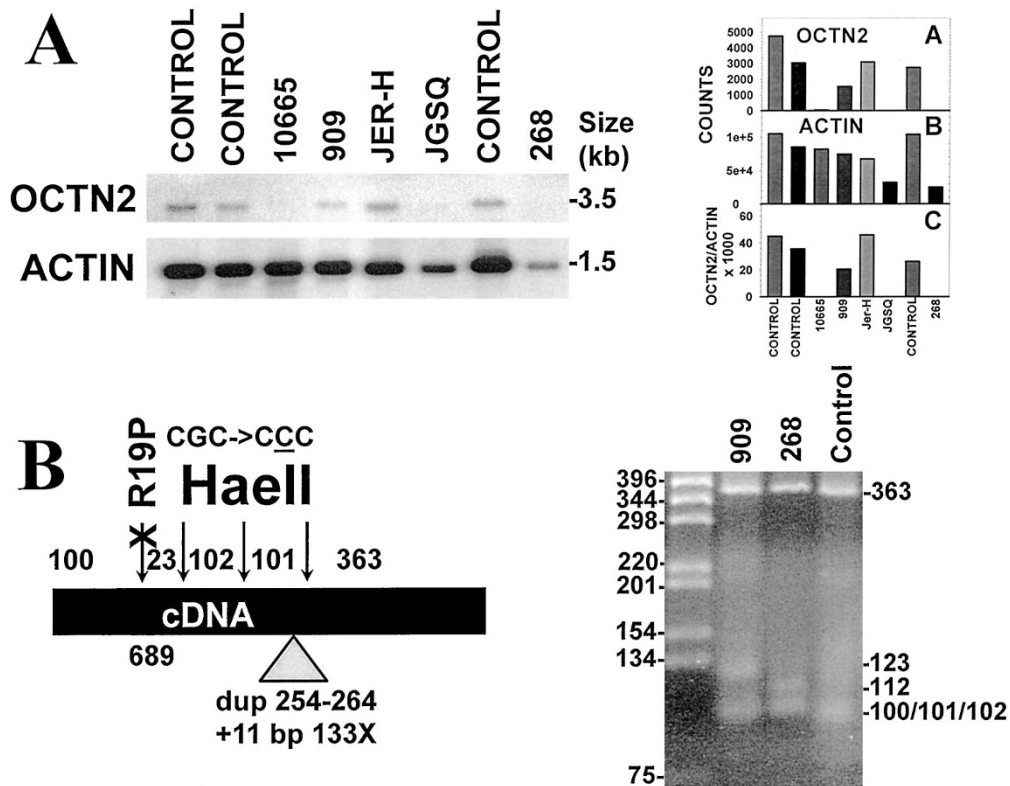 A
CONTROL
CONTROL
10665
909
JER-H
JGSQ
CONTROL
268
Size
(kb)
OCTN2
-3.5
ACTIN
-1.5
OCTN2
A
5000
4000
3000
2000
1000
0
COUNTS
ACTIN
B
1e+5
5e+4
0
C
60
40
20
0
OCTN2/ACTIN
x 1000
CONTROL
CONTROL
10665
909
Jer-H
JGSQ
CONTROL
268
B
R19P
CGC->CCC
HaeII
100 23 102 101 363
cDNA
689
dup 254-264
+11 bp 133X
909
268
Control
396-
344-
298-
220-
201-
154-
134-
75-
-363
-123
-112
-100/101/102